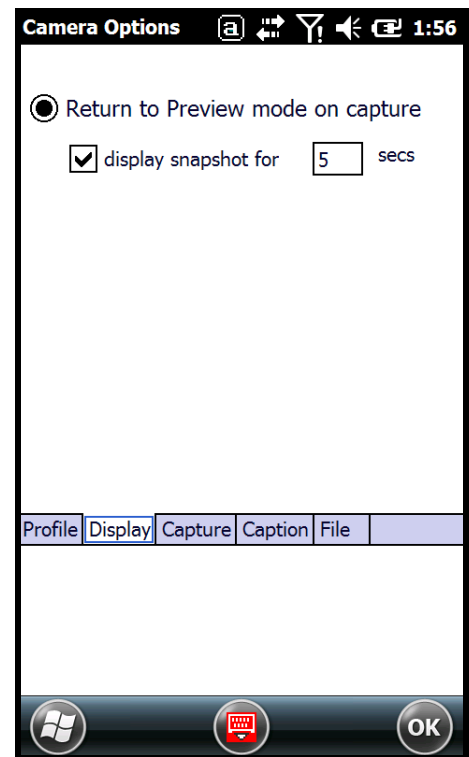 Camera Options a 1:56
Return to Preview mode on capture
display snapshot for 5 secs
Profile Display Capture Caption File
OK